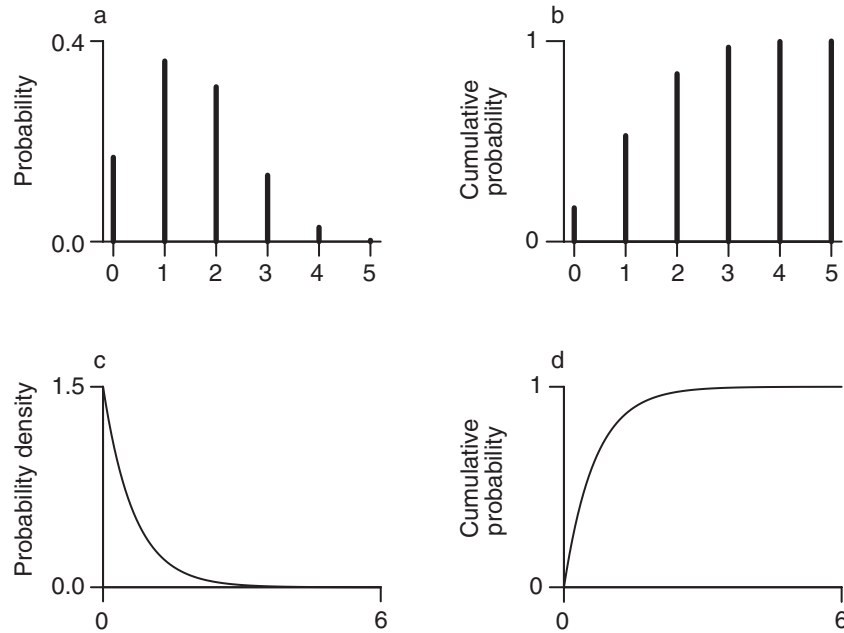 a
0.4
Probability
0.0
0 1 2 3 4 5
b
1
Cumulative
probability
0
0 1 2 3 4 5
c
1.5
Probability density
0.0
0 6
d
1
Cumulative
probability
0
0 6